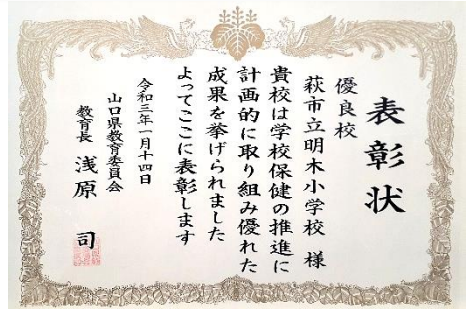 表彰状
優良校
萩市立明木小学校 様
貴校は学校保健の推進に
計画的に取り組み優れた
成果を挙げられました
よってここに表彰します
令和三年一月十四日
山口県教育委員会
教育長 浅原 司